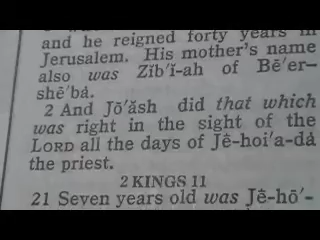 and he reigned forty years in
Jerusalem. His mother's name
also was Zĭb′ĭ-ah of Bē′er-
shē′bȧ.
2 And Jō′ăsh did that which
was right in the sight of the
LORD all the days of Jē̇-hoi′a-dȧ
the priest.
2 KINGS 11
21 Seven years old was Jē̇-hō′-